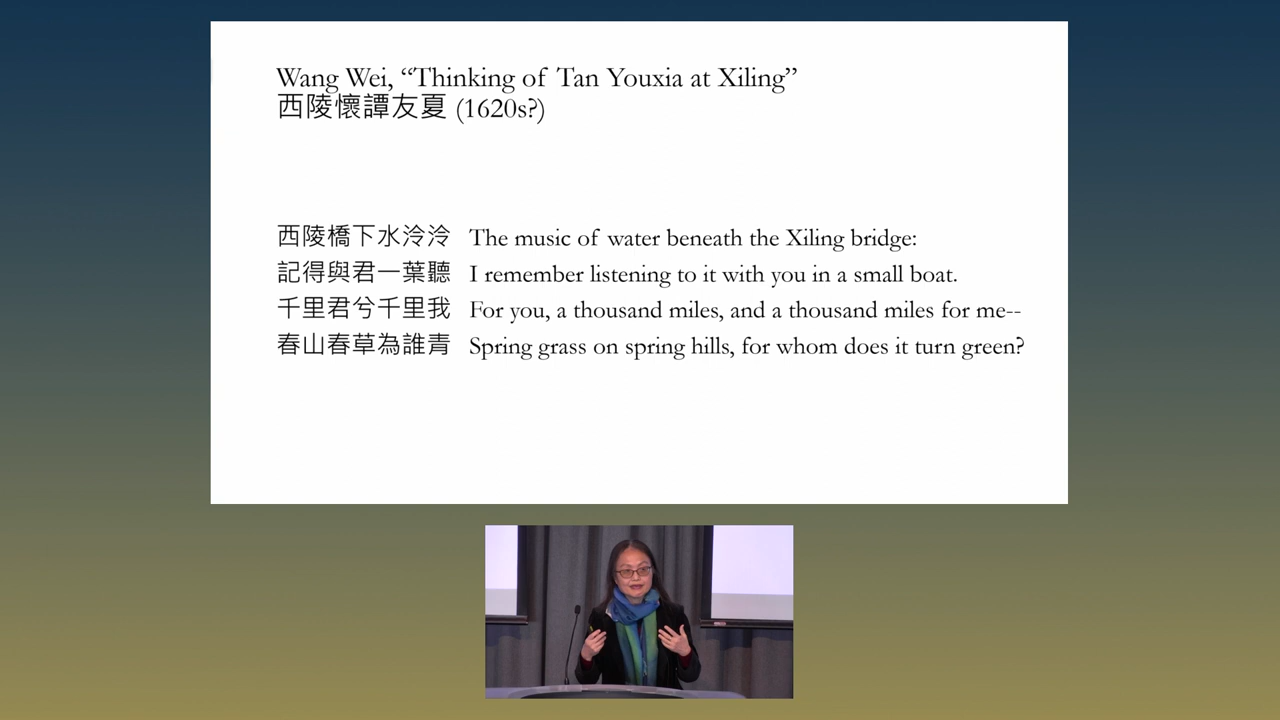 Wang Wei, “Thinking of Tan Youxia at Xiling”
西陵懷譚友夏 (1620s?)
西陵橋下水泠泠 The music of water beneath the Xiling bridge:
記得與君一葉聽 I remember listening to it with you in a small boat.
千里君兮千里我 For you, a thousand miles, and a thousand miles for me--
春山春草為誰青 Spring grass on spring hills, for whom does it turn green?